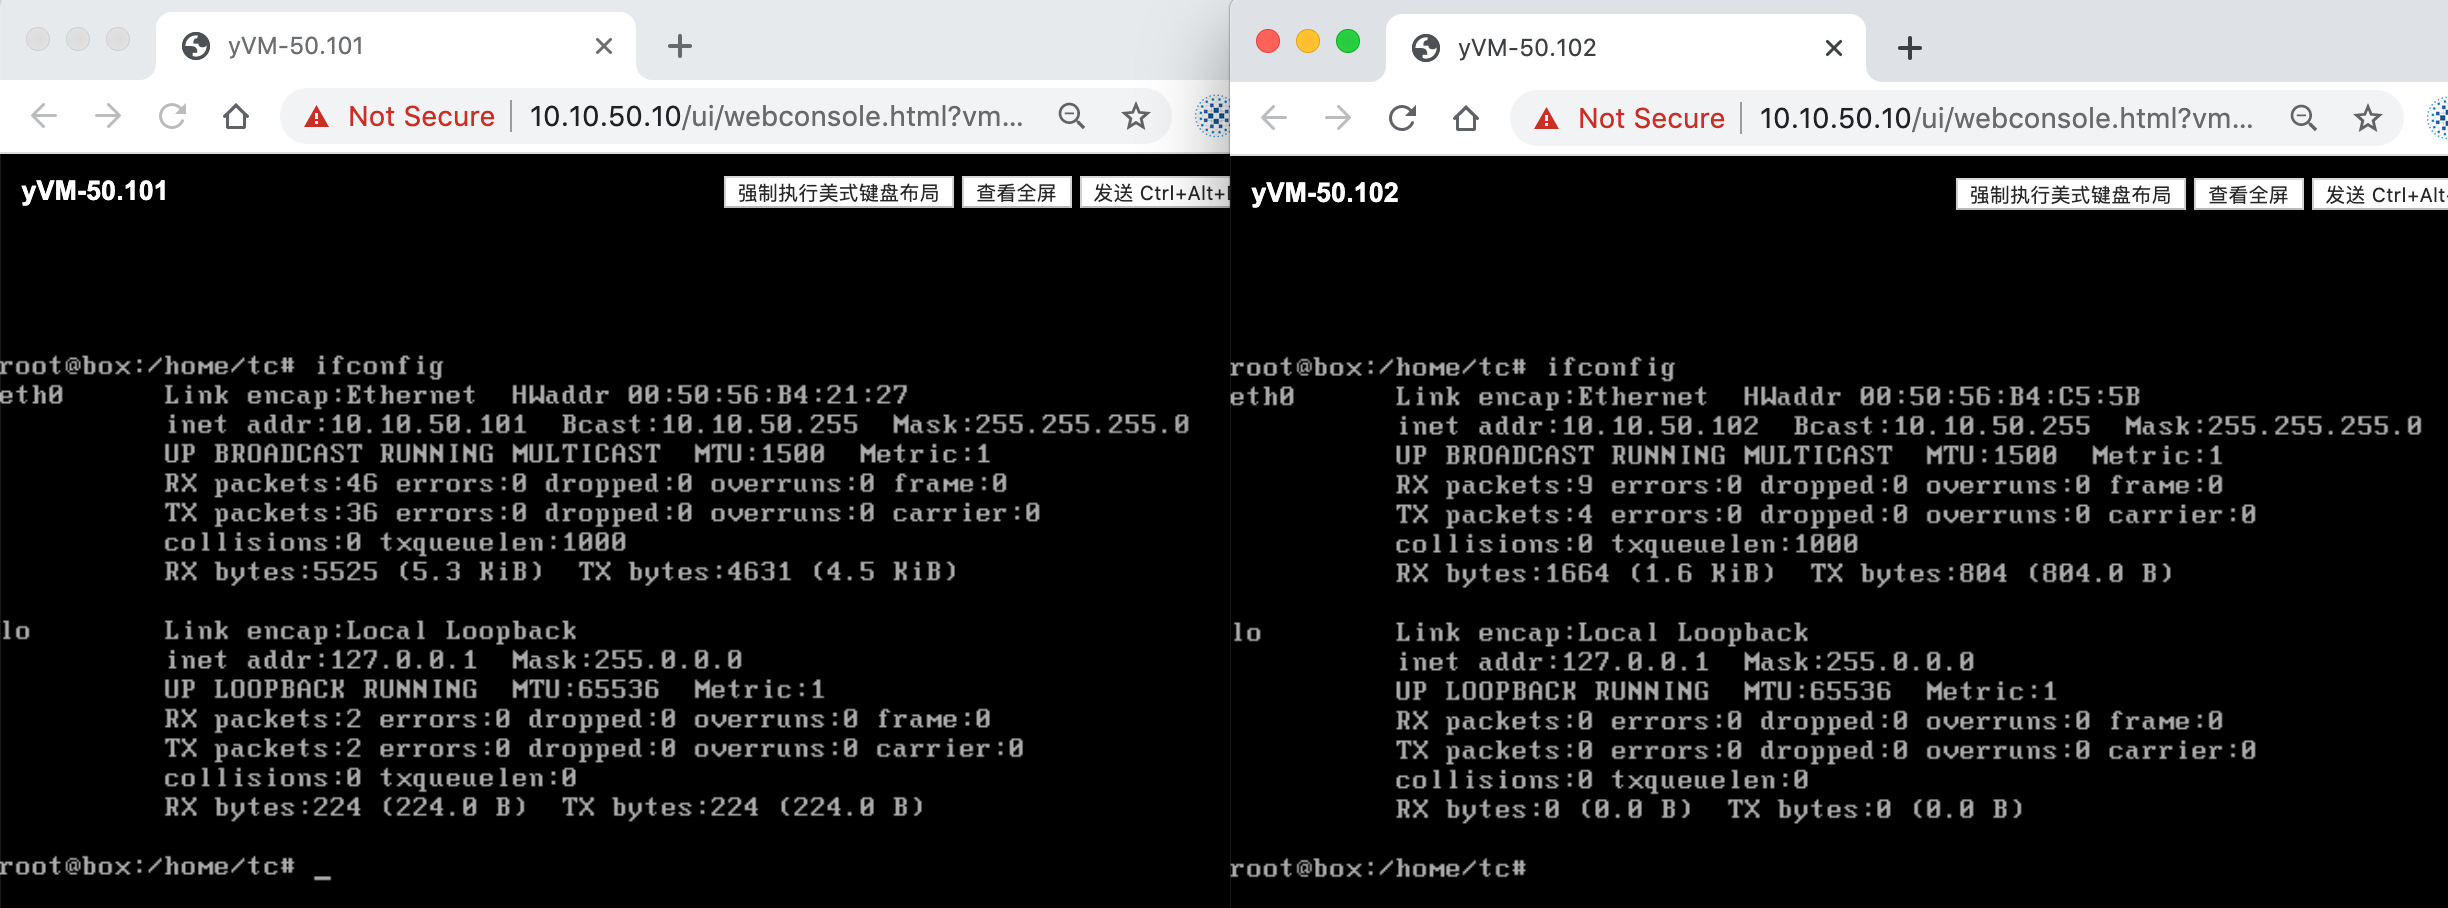 yVM-50.101
Not Secure
10.10.50.10/ui/webconsole.html?vm...
yVM-50.101
强制执行美式键盘布局
查看全屏
发送 Ctrl+Alt+
root@box:/home/tc# ifconfig
eth0 Link encap:Ethernet HWaddr 00:50:56:B4:21:27
inet addr:10.10.50.101 Bcast:10.10.50.255 Mask:255.255.255.0
UP BROADCAST RUNNING MULTICAST MTU:1500 Metric:1
RX packets:46 errors:0 dropped:0 overruns:0 frame:0
TX packets:36 errors:0 dropped:0 overruns:0 carrier:0
collisions:0 txqueuelen:1000
RX bytes:5525 (5.3 KiB) TX bytes:4631 (4.5 KiB)
lo Link encap:Local Loopback
inet addr:127.0.0.1 Mask:255.0.0.0
UP LOOPBACK RUNNING MTU:65536 Metric:1
RX packets:2 errors:0 dropped:0 overruns:0 frame:0
TX packets:2 errors:0 dropped:0 overruns:0 carrier:0
collisions:0 txqueuelen:0
RX bytes:224 (224.0 B) TX bytes:224 (224.0 B)
root@box:/home/tc# _
yVM-50.102
Not Secure
10.10.50.10/ui/webconsole.html?vm...
yVM-50.102
强制执行美式键盘布局
查看全屏
发送 Ctrl+Alt
root@box:/home/tc# ifconfig
eth0 Link encap:Ethernet HWaddr 00:50:56:B4:C5:5B
inet addr:10.10.50.102 Bcast:10.10.50.255 Mask:255.255.255.0
UP BROADCAST RUNNING MULTICAST MTU:1500 Metric:1
RX packets:9 errors:0 dropped:0 overruns:0 frame:0
TX packets:4 errors:0 dropped:0 overruns:0 carrier:0
collisions:0 txqueuelen:1000
RX bytes:1664 (1.6 KiB) TX bytes:804 (804.0 B)
lo Link encap:Local Loopback
inet addr:127.0.0.1 Mask:255.0.0.0
UP LOOPBACK RUNNING MTU:65536 Metric:1
RX packets:0 errors:0 dropped:0 overruns:0 frame:0
TX packets:0 errors:0 dropped:0 overruns:0 carrier:0
collisions:0 txqueuelen:0
RX bytes:0 (0.0 B) TX bytes:0 (0.0 B)
root@box:/home/tc#